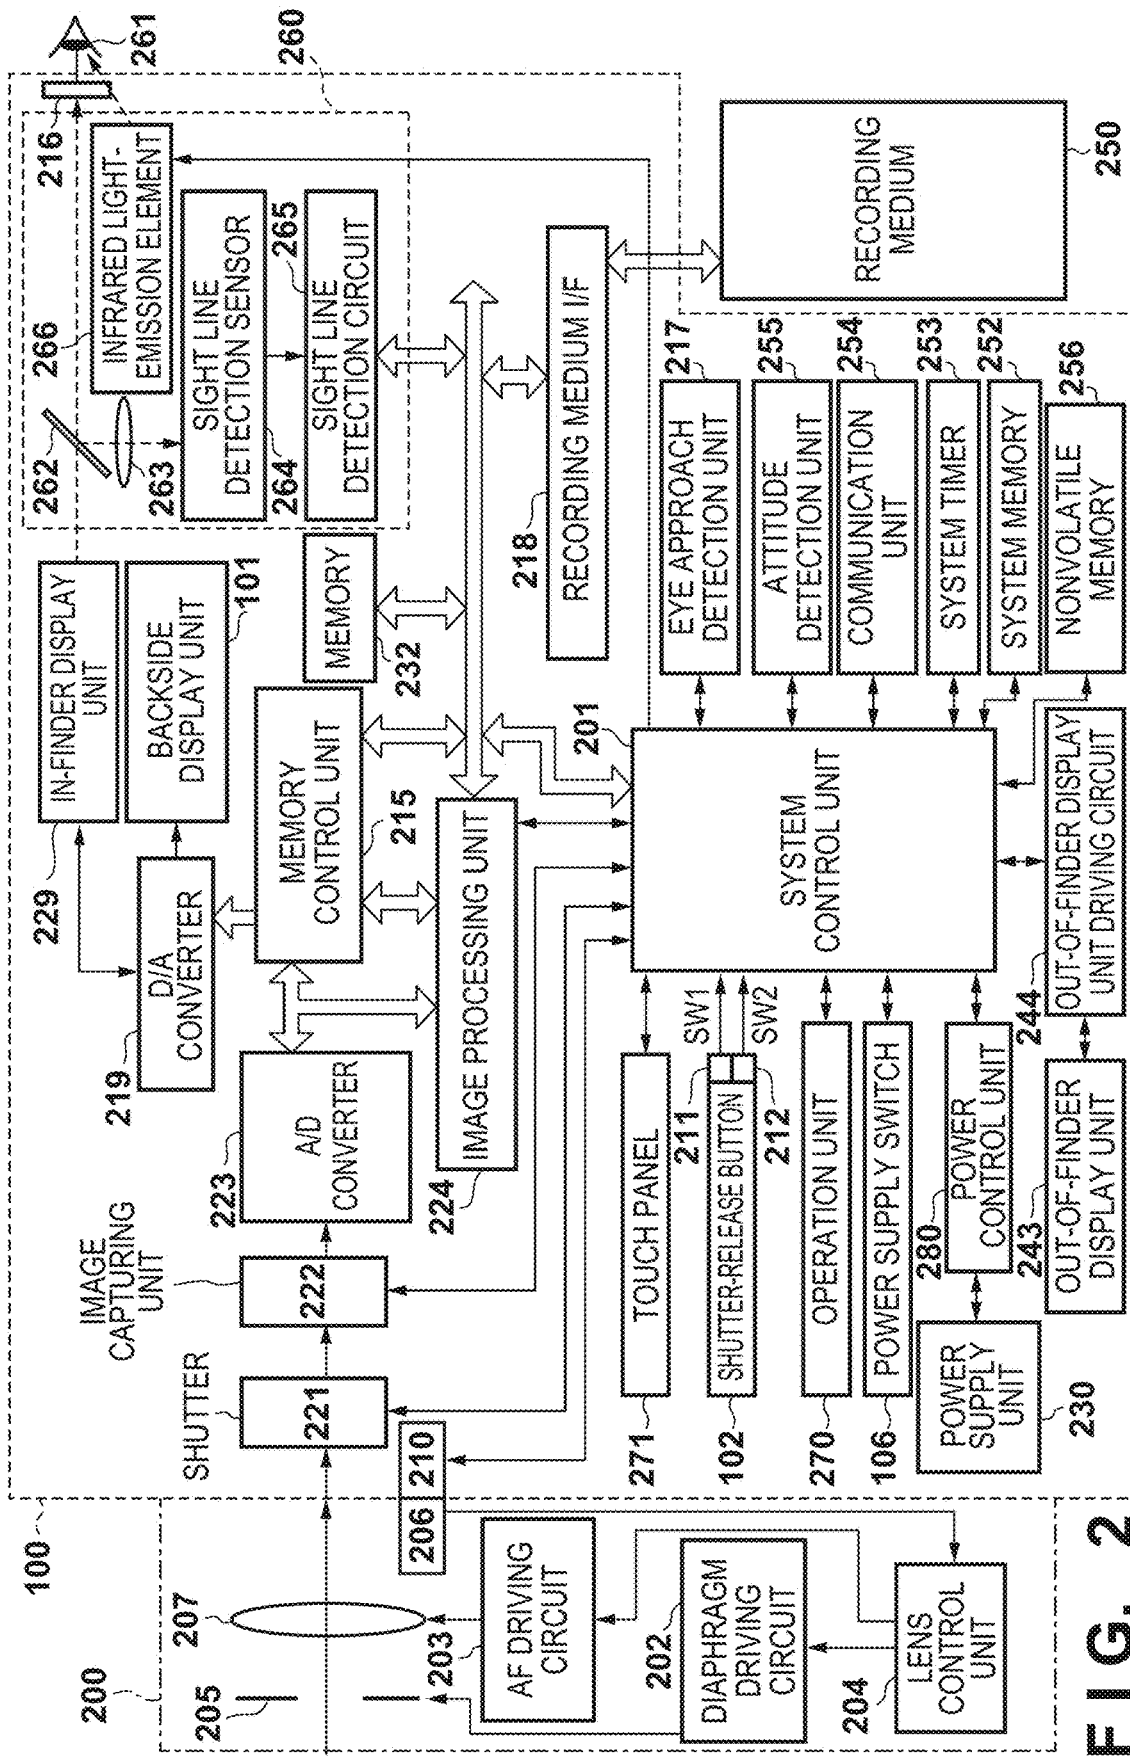 100
200
205
207
SHUTTER
221
IMAGE
CAPTURING
UNIT
222
223
A/D
CONVERTER
219
D/A
CONVERTER
229
IN-FINDER DISPLAY
UNIT
BACKSIDE
DISPLAY UNIT
101
MEMORY
CONTROL UNIT
215
MEMORY
232
262
263
266
INFRARED LIGHT-
EMISSION ELEMENT
216
261
260
SIGHT LINE
DETECTION SENSOR
264
265
SIGHT LINE
DETECTION CIRCUIT
206
210
224
IMAGE PROCESSING UNIT
203
AF DRIVING
CIRCUIT
202
DIAPHRAGM
DRIVING
CIRCUIT
204
LENS
CONTROL
UNIT
218
RECORDING MEDIUM I/F
RECORDING
MEDIUM
250
201
SYSTEM
CONTROL UNIT
271
TOUCH PANEL
102
SHUTTER-RELEASE BUTTON
211
212
SW1
SW2
270
OPERATION UNIT
106
POWER SUPPLY SWITCH
POWER
SUPPLY
UNIT
230
280
POWER
CONTROL UNIT
243
OUT-OF-FINDER
DISPLAY UNIT
244
OUT-OF-FINDER DISPLAY
UNIT DRIVING CIRCUIT
EYE APPROACH
DETECTION UNIT
217
ATTITUDE
DETECTION UNIT
255
COMMUNICATION
UNIT
254
SYSTEM TIMER
253
SYSTEM MEMORY
252
NONVOLATILE
MEMORY
256
FIG. 2